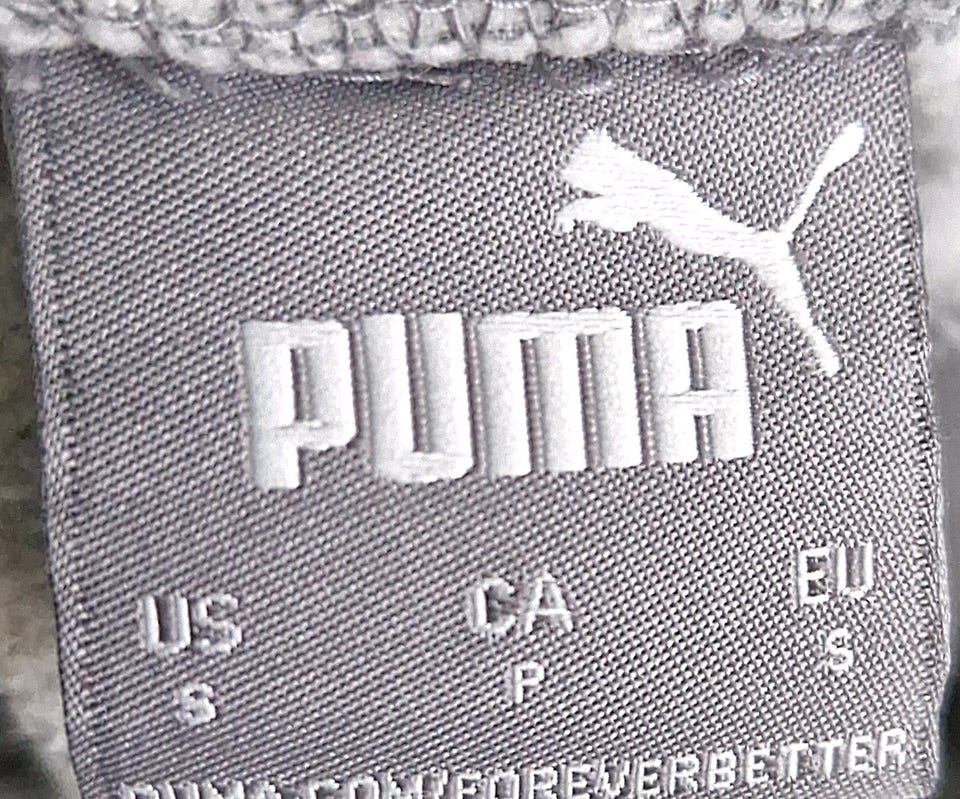 PUMA
US CA EU
S P S
PUMA.COM/FOREVERBETTER